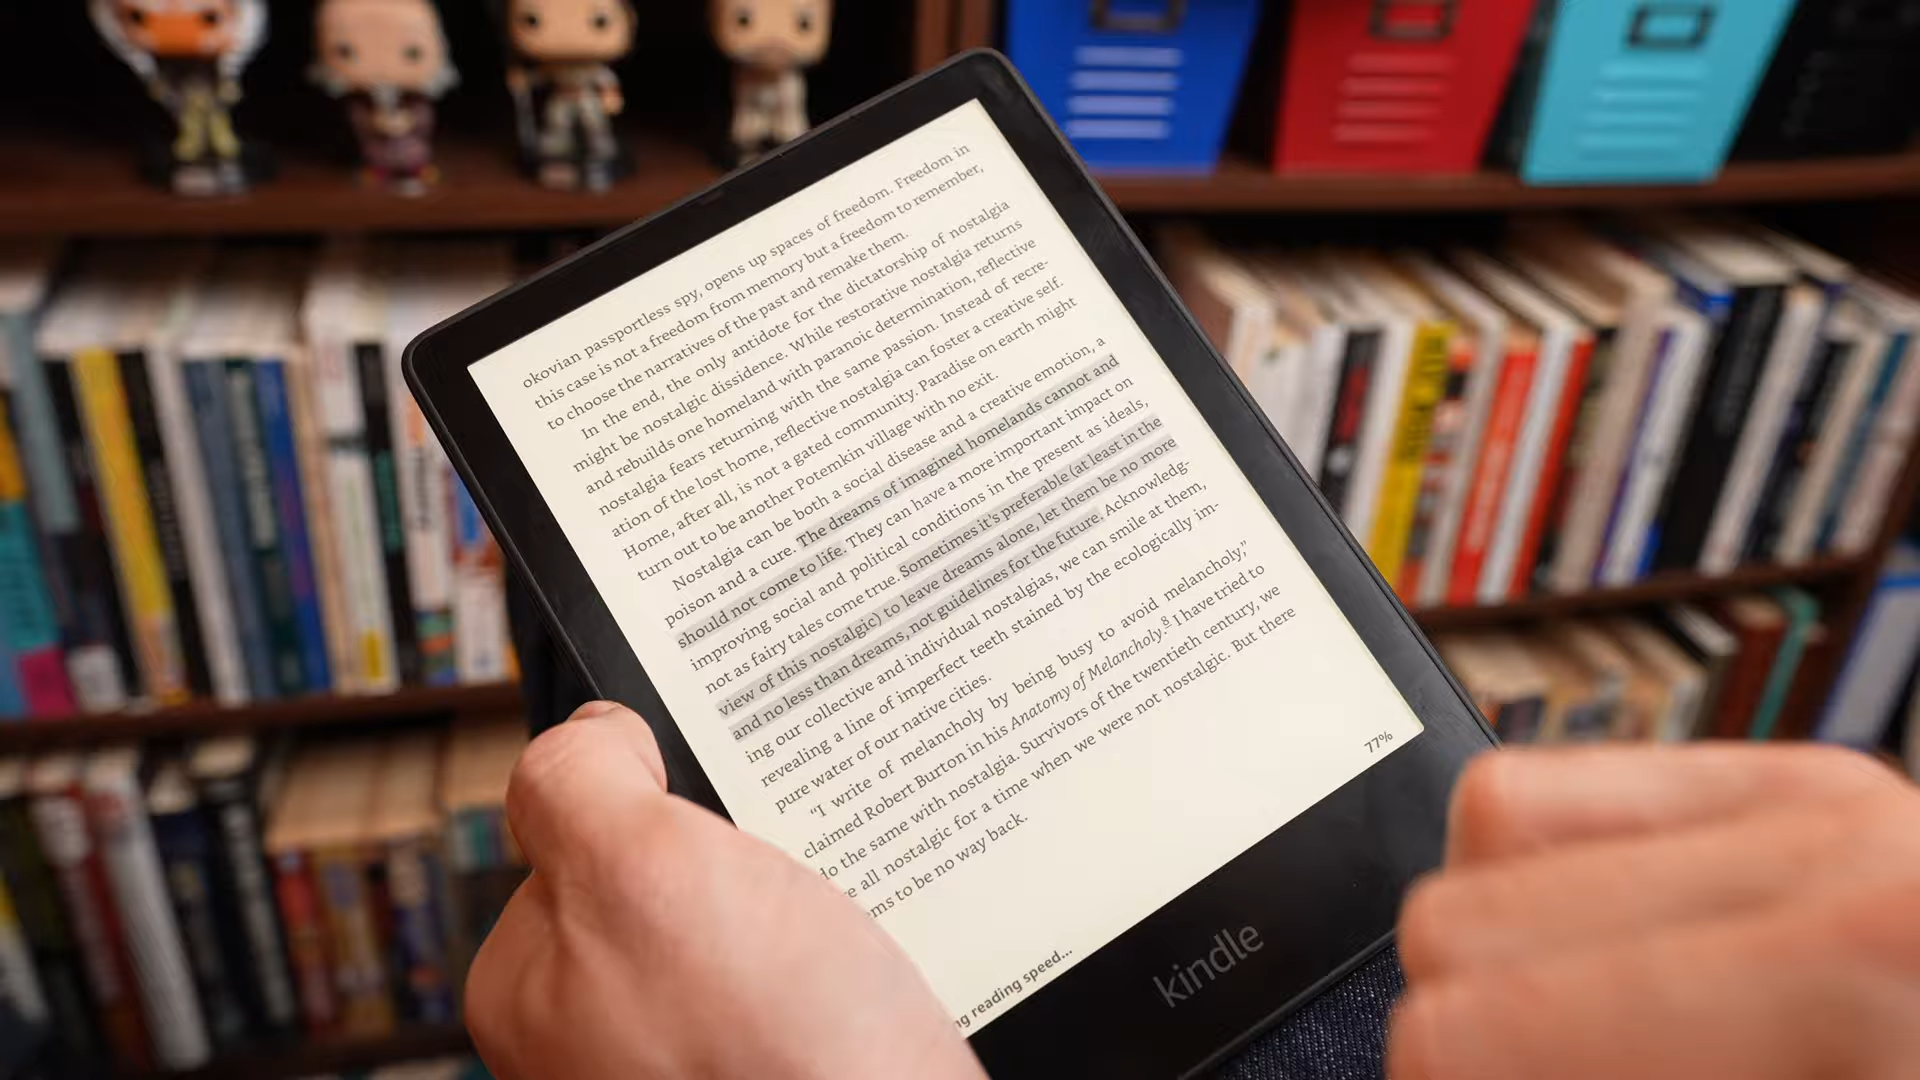 okovian passportless spy, opens up spaces of freedom. Freedom in
this case is not a freedom from memory but a freedom to remember,
to choose the narratives of the past and remake them.
In the end, the only antidote for the dictatorship of nostalgia
might be nostalgic dissidence. While restorative nostalgia returns
and rebuilds one homeland with paranoic determination, reflective
nostalgia fears returning with the same passion. Instead of recre-
ation of the lost home, reflective nostalgia can foster a creative self.
Home, after all, is not a gated community. Paradise on earth might
turn out to be another Potemkin village with no exit.
Nostalgia can be both a social disease and a creative emotion, a
poison and a cure. The dreams of imagined homelands cannot and
should not come to life. They can have a more important impact on
improving social and political conditions in the present as ideals,
not as fairy tales come true. Sometimes it's preferable (at least in the
view of this nostalgic) to leave dreams alone, let them be no more
and no less than dreams, not guidelines for the future. Acknowledg-
ing our collective and individual nostalgias, we can smile at them,
revealing a line of imperfect teeth stained by the ecologically im-
pure water of our native cities.
“I write of melancholy by being busy to avoid melancholy,”
claimed Robert Burton in his Anatomy of Melancholy.8 I have tried to
do the same with nostalgia. Survivors of the twentieth century, we
re all nostalgic for a time when we were not nostalgic. But there
ems to be no way back.
ng reading speed... 77%
kindle